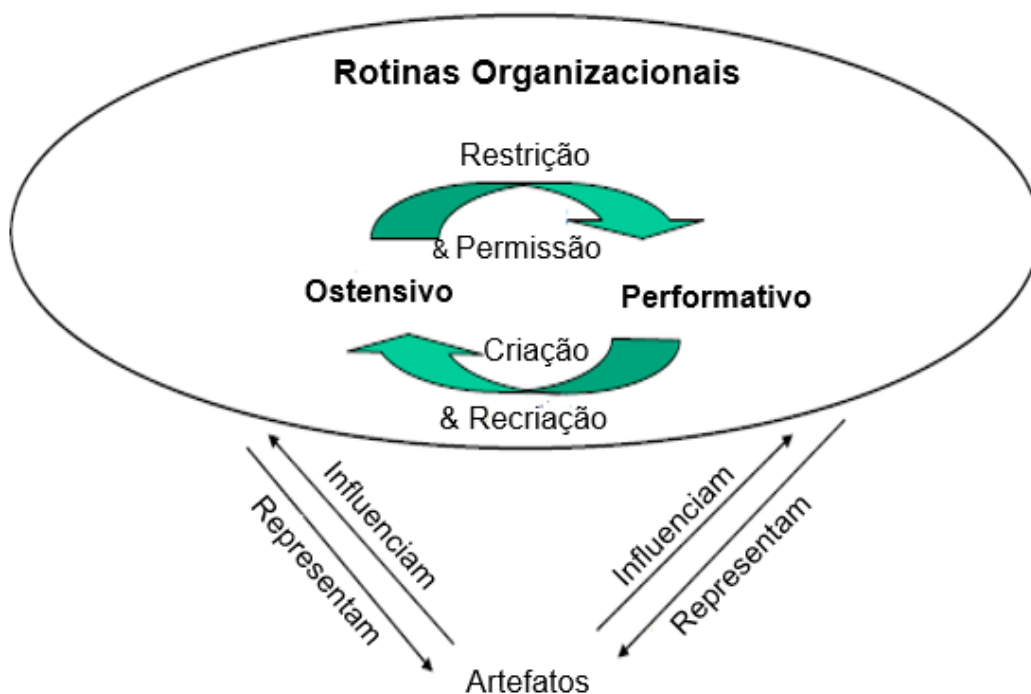 Rotinas Organizacionais
Restrição
& Permissão
Ostensivo
Performativo
Criação
& Recriação
Influenciam
Representam
Influenciam
Representam
Artefatos